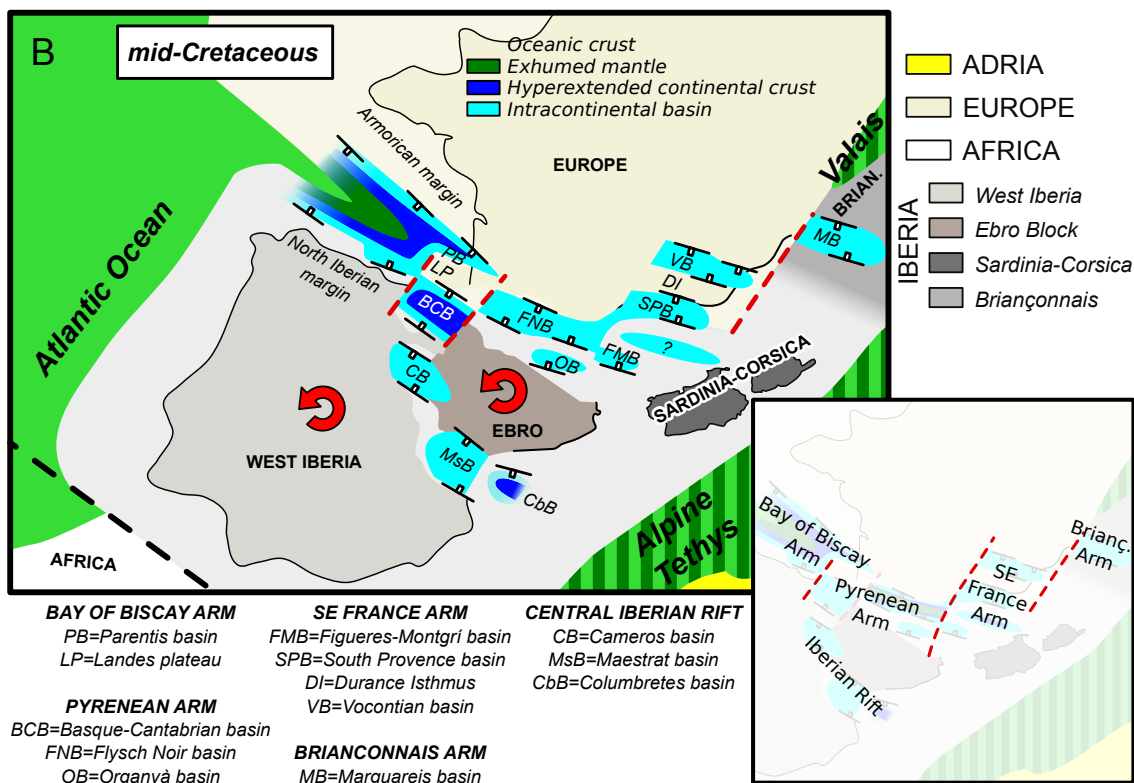 B
mid-Cretaceous
Oceanic crust
Exhumed mantle
Hyperextended continental crust
Intracontinental basin
ADRIA
EUROPE
AFRICA
IBERIA
West Iberia
Ebro Block
Sardinia-Corsica
Briançonnais
Atlantic Ocean
Armorican margin
EUROPE
Valais
BRIAN.
MB
North Iberian
margin
PB
LP
BCB
FNB
VB
DI
SPB
OB
FMB
?
CB
SARDINIA-CORSICA
EBRO
WEST IBERIA
MsB
CbB
Alpine
Tethys
AFRICA
Bay of Biscay
Arm
Pyrenean
Arm
SE
France
Arm
Brianç.
Arm
Iberian Rift
BAY OF BISCAY ARM
PB=Parentis basin
LP=Landes plateau
PYRENEAN ARM
BCB=Basque-Cantabrian basin
FNB=Flysch Noir basin
OB=Organyà basin
SE FRANCE ARM
FMB=Figueres-Montgrí basin
SPB=South Provence basin
DI=Durance Isthmus
VB=Vocontian basin
BRIANCONNAIS ARM
MB=Marguareis basin
CENTRAL IBERIAN RIFT
CB=Cameros basin
MsB=Maestrat basin
CbB=Columbretes basin